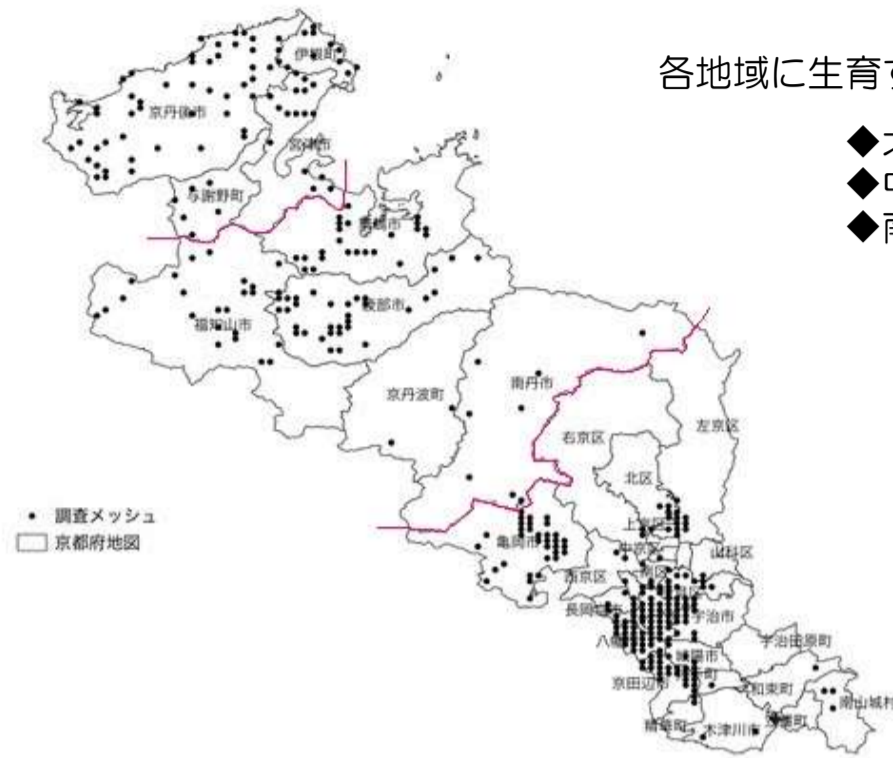 各地域に生育す
伊根町
京丹後市
宮津市
与謝野町
舞鶴市
綾部市
福知山市
京丹波町
南丹市
右京区
左京区
北区
上京区
調査メッシュ
京都府地図
亀岡市
中京区
山科区
西京区
南区
長岡京市
宇治市
八幡
宇治田原町
城陽市
京田辺市
和束町
南山城村
精華町
木津川市